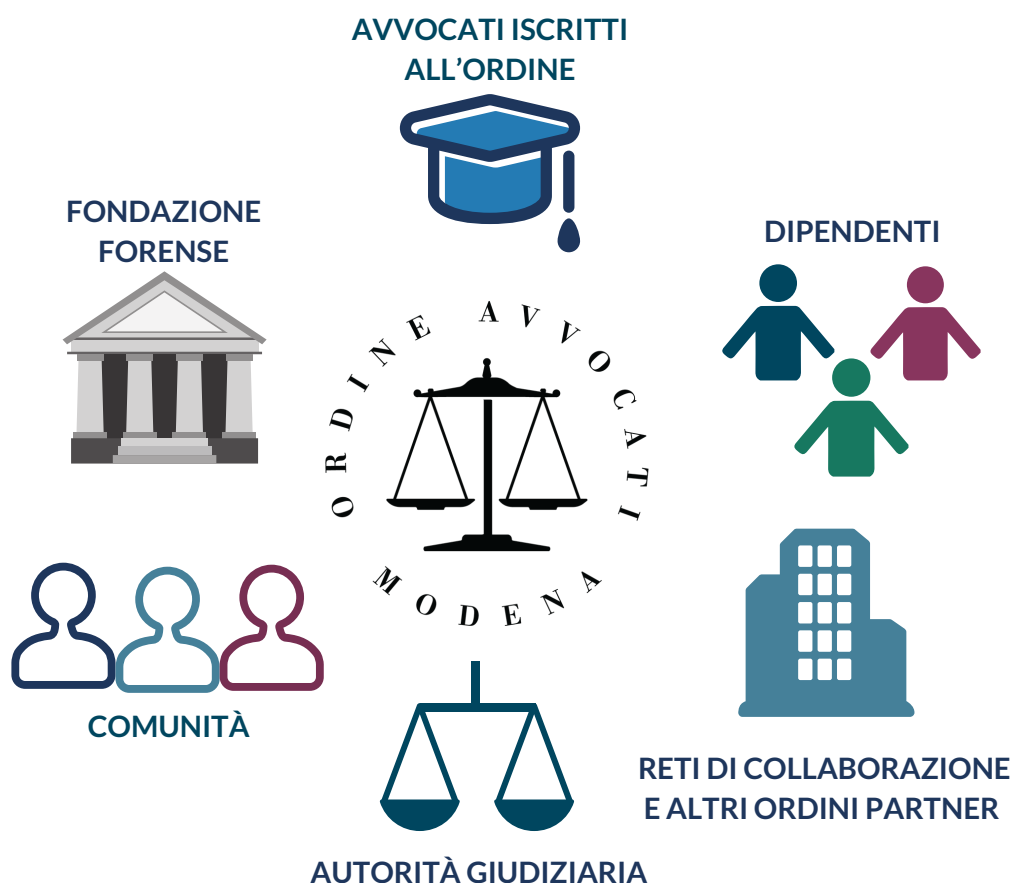 AVVOCATI ISCRITTI
ALL'ORDINE
FONDAZIONE
FORENSE
DIPENDENTI
ORDINE AVVOCATI
MODENA
COMUNITÀ
RETI DI COLLABORAZIONE
E ALTRI ORDINI PARTNER
AUTORITÀ GIUDIZIARIA